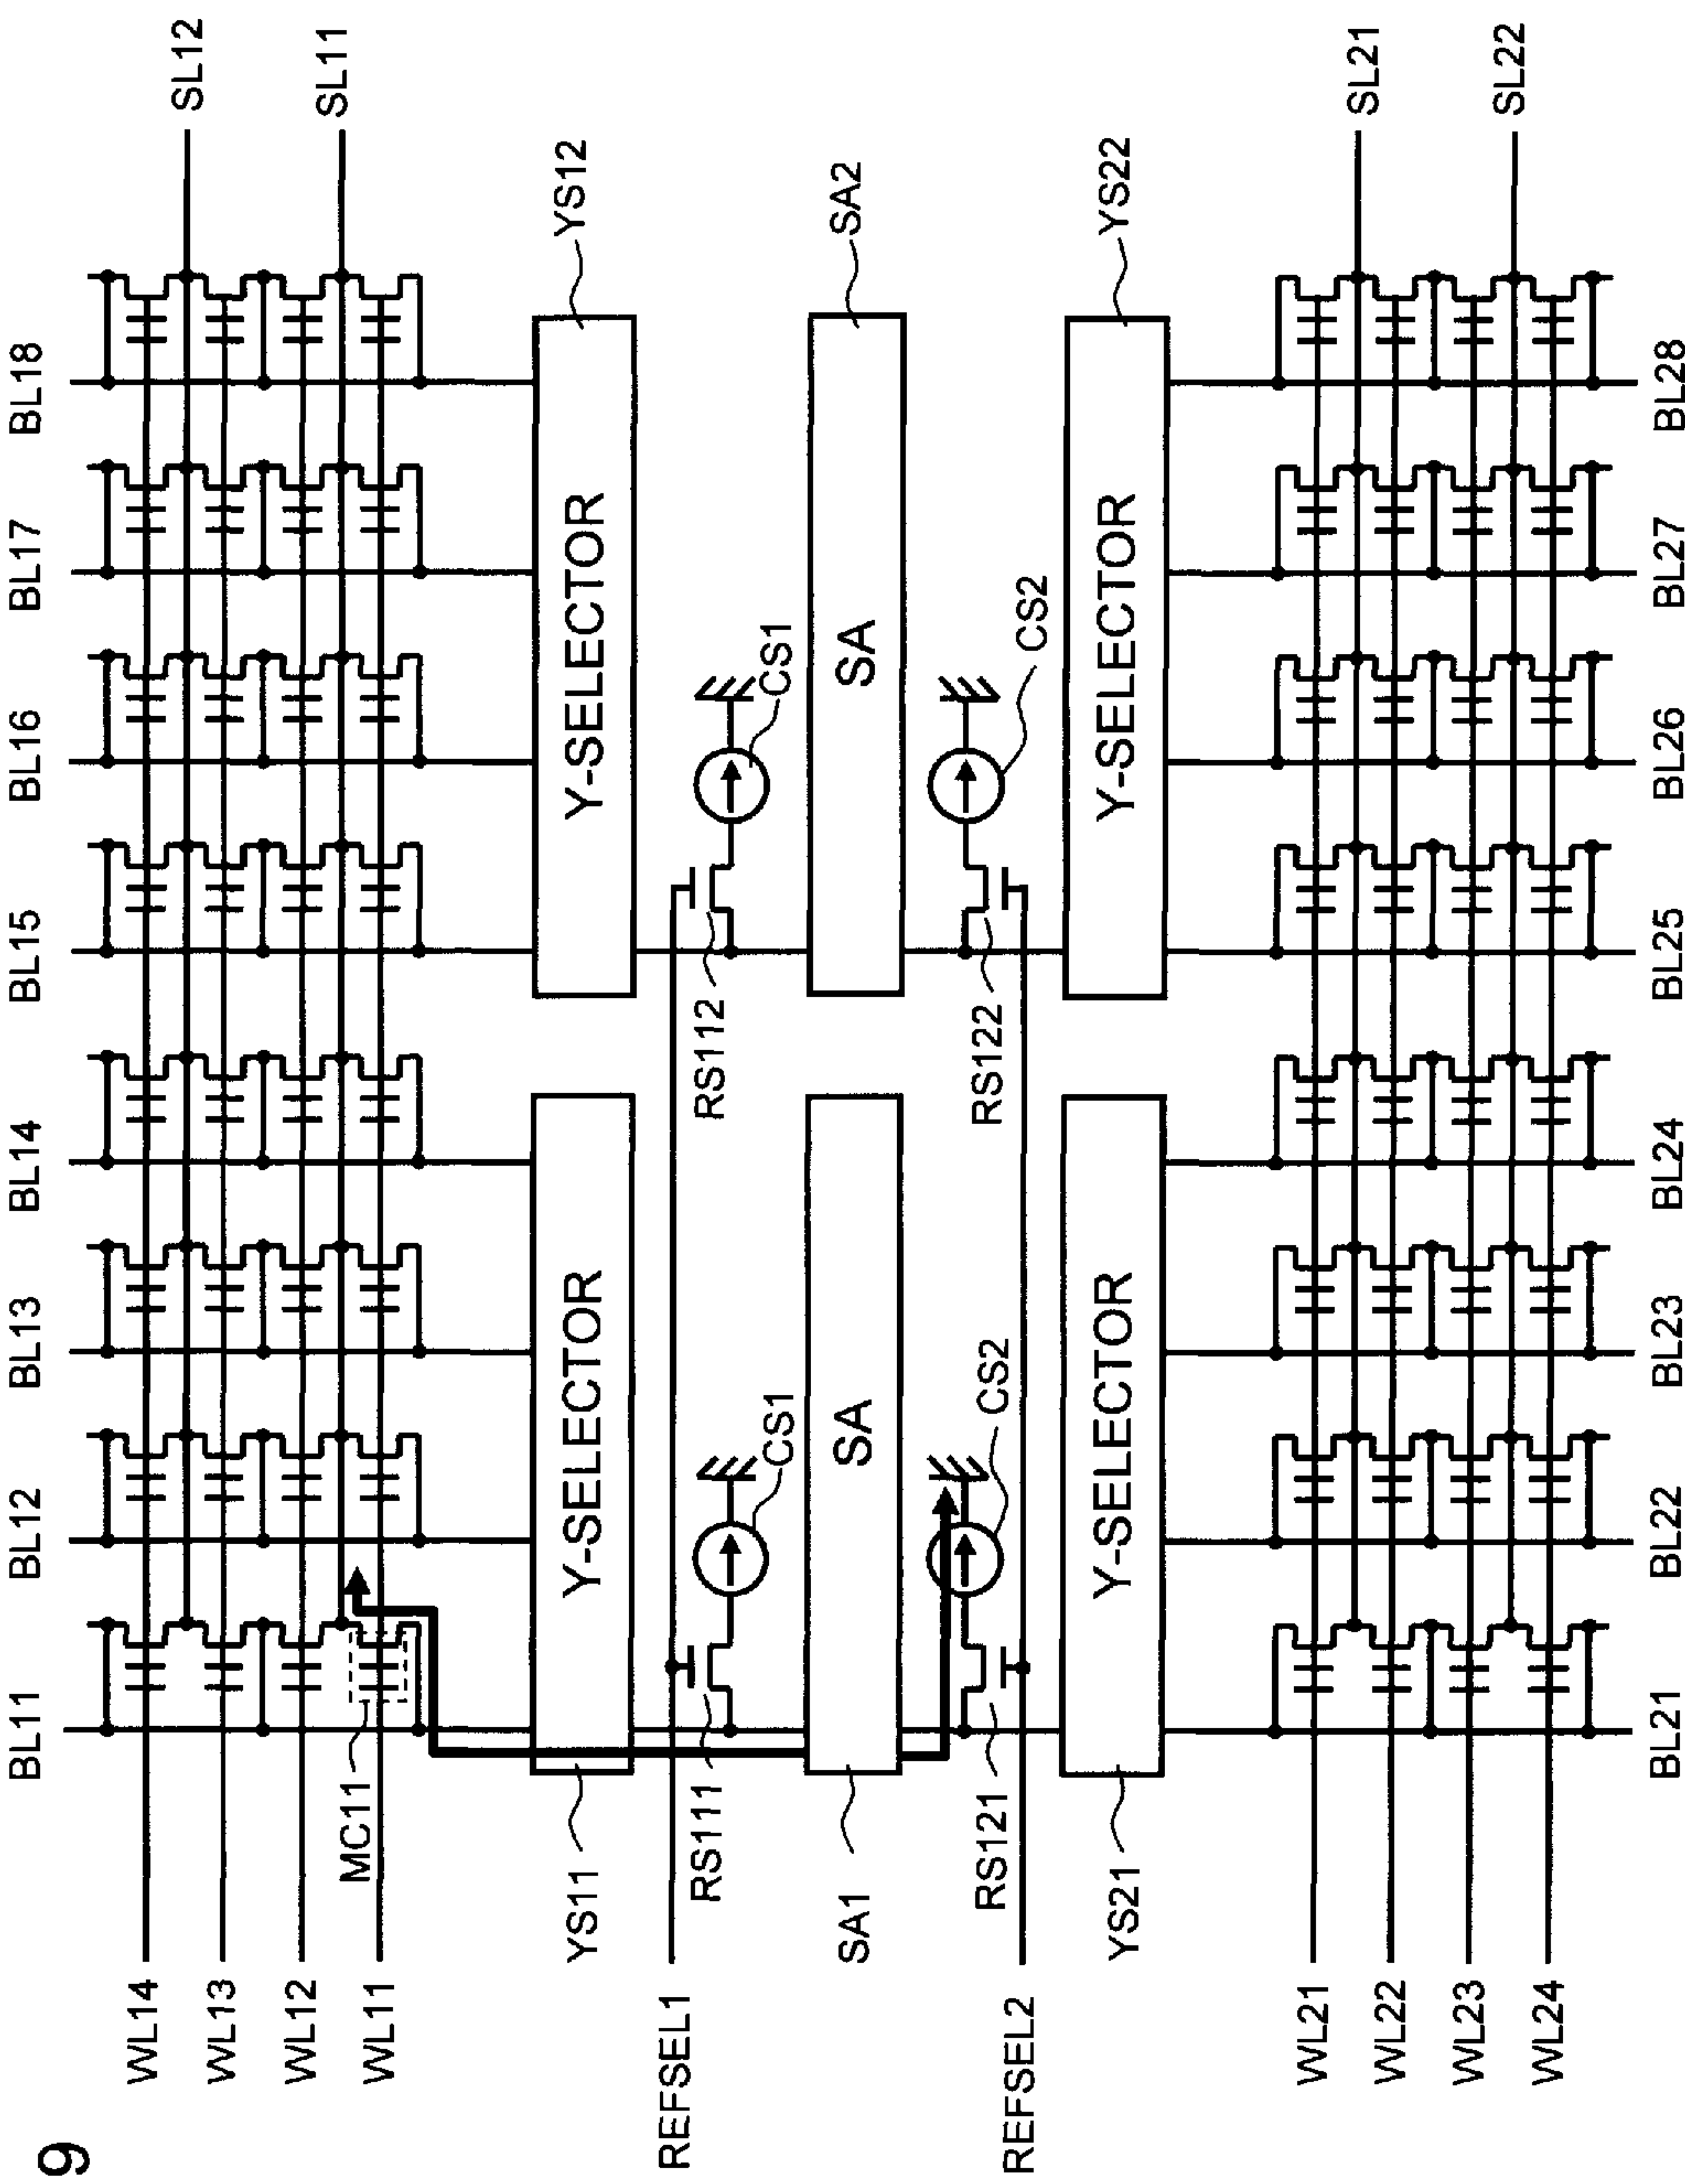 9
BL11
BL12
BL13
BL14
BL15
BL16
BL17
BL18
WL14
SL12
WL13
WL12
SL11
MC11
WL11
YS11
Y-SELECTOR
Y-SELECTOR
YS12
REFSEL1
RS111
RS112
CS1
CS1
SA1
SA
SA
SA2
CS2
CS2
RS121
RS122
REFSEL2
YS21
Y-SELECTOR
Y-SELECTOR
YS22
WL21
SL21
WL22
WL23
SL22
WL24
BL21
BL22
BL23
BL24
BL25
BL26
BL27
BL28